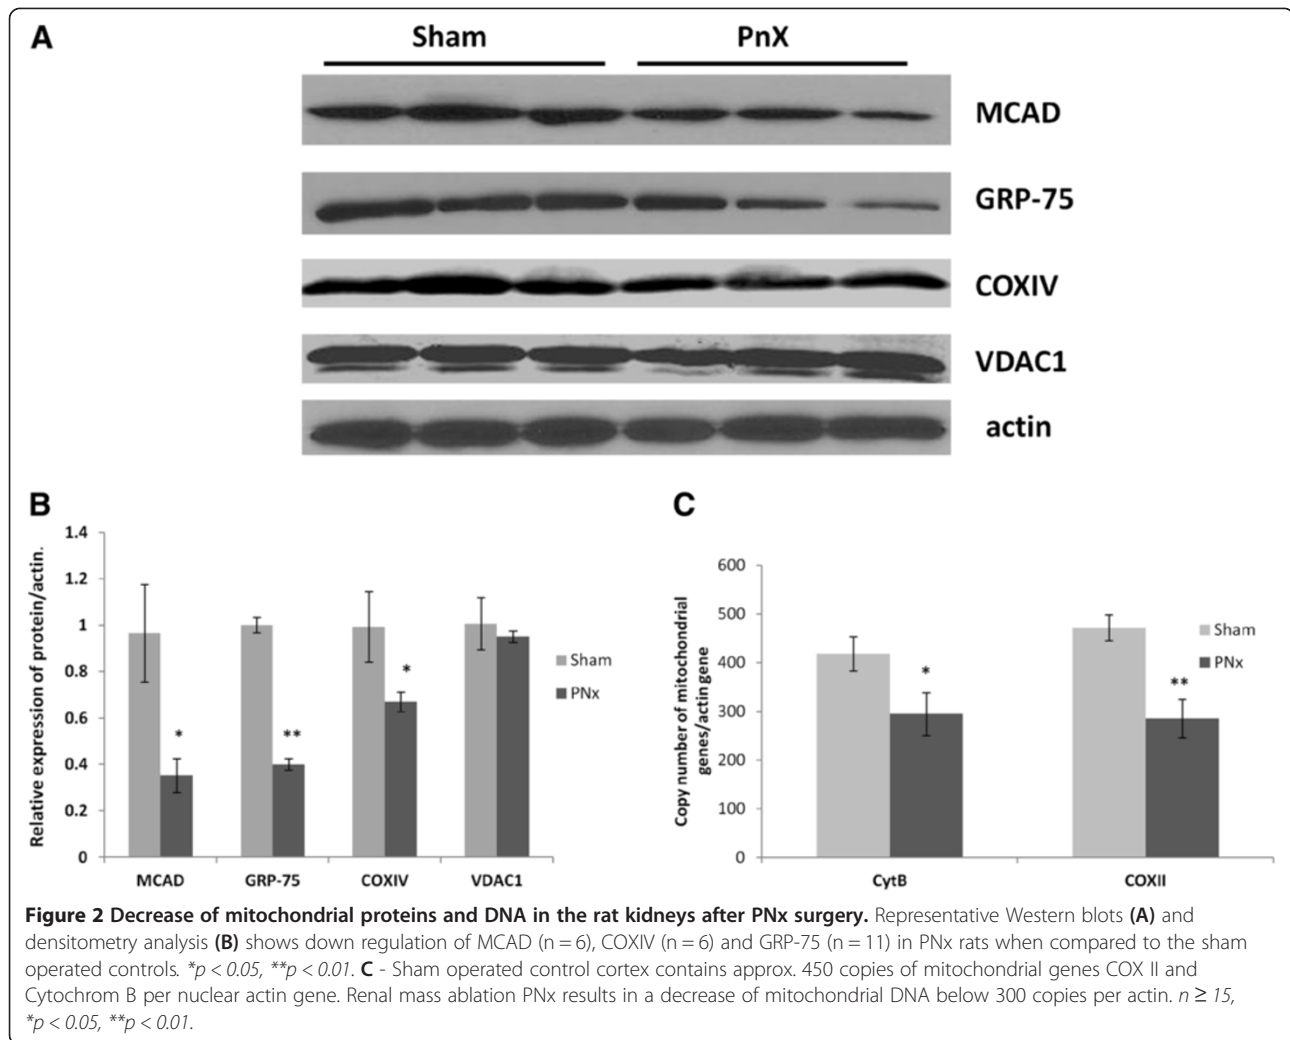 A
Sham PnX
MCAD
GRP-75
COXIV
VDAC1
actin
B
Relative expression of protein/actin.
1.4
1.2
1
0.8
0.6
0.4
0.2
0
*
**
*
Sham
PNx
MCAD GRP-75 COXIV VDAC1
C
Copy number of mitochondrial
genes/actin gene
600
500
400
300
200
100
0
*
**
Sham
PNx
CytB COXII
Figure 2 Decrease of mitochondrial proteins and DNA in the rat kidneys after PNx surgery. Representative Western blots (A) and
densitometry analysis (B) shows down regulation of MCAD (n = 6), COXIV (n = 6) and GRP-75 (n = 11) in PNx rats when compared to the sham
operated controls. *p < 0.05, **p < 0.01. C - Sham operated control cortex contains approx. 450 copies of mitochondrial genes COX II and
Cytochrom B per nuclear actin gene. Renal mass ablation PNx results in a decrease of mitochondrial DNA below 300 copies per actin. n ≥ 15,
*p < 0.05, **p < 0.01.